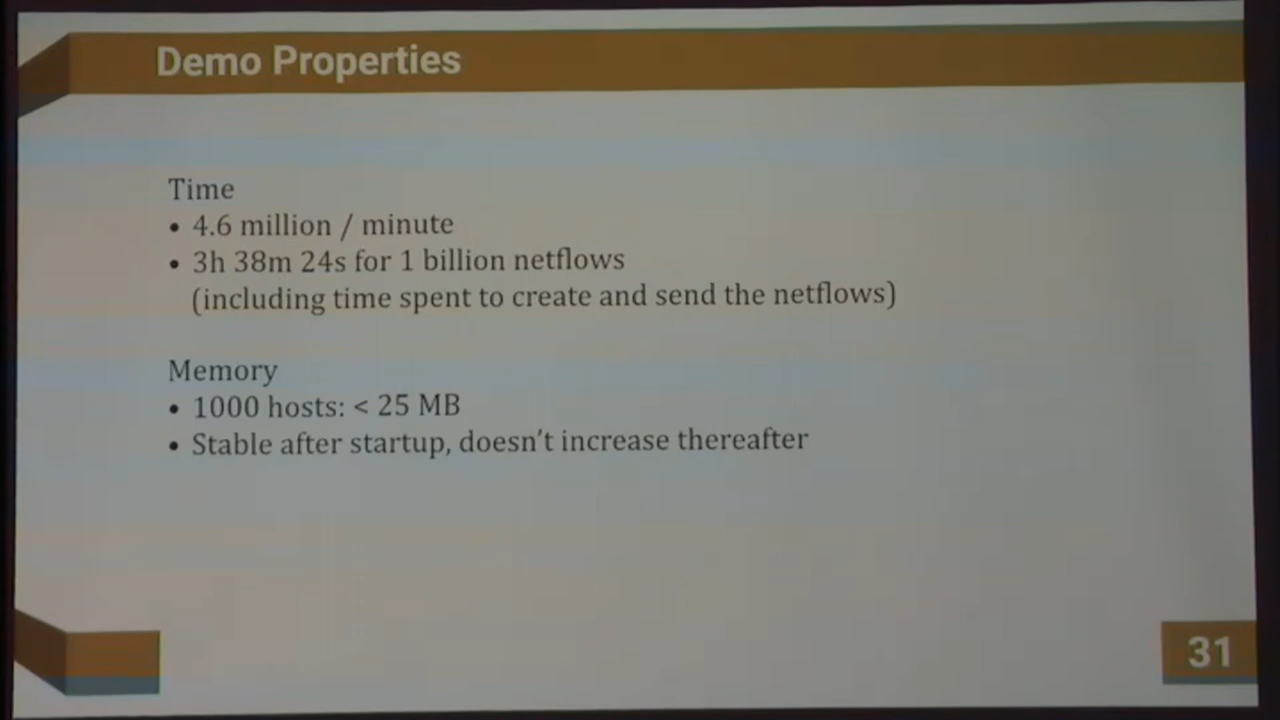 Demo Properties
Time
• 4.6 million / minute
• 3h 38m 24s for 1 billion netflows
(including time spent to create and send the netflows)
Memory
• 1000 hosts: < 25 MB
• Stable after startup, doesn't increase thereafter
31